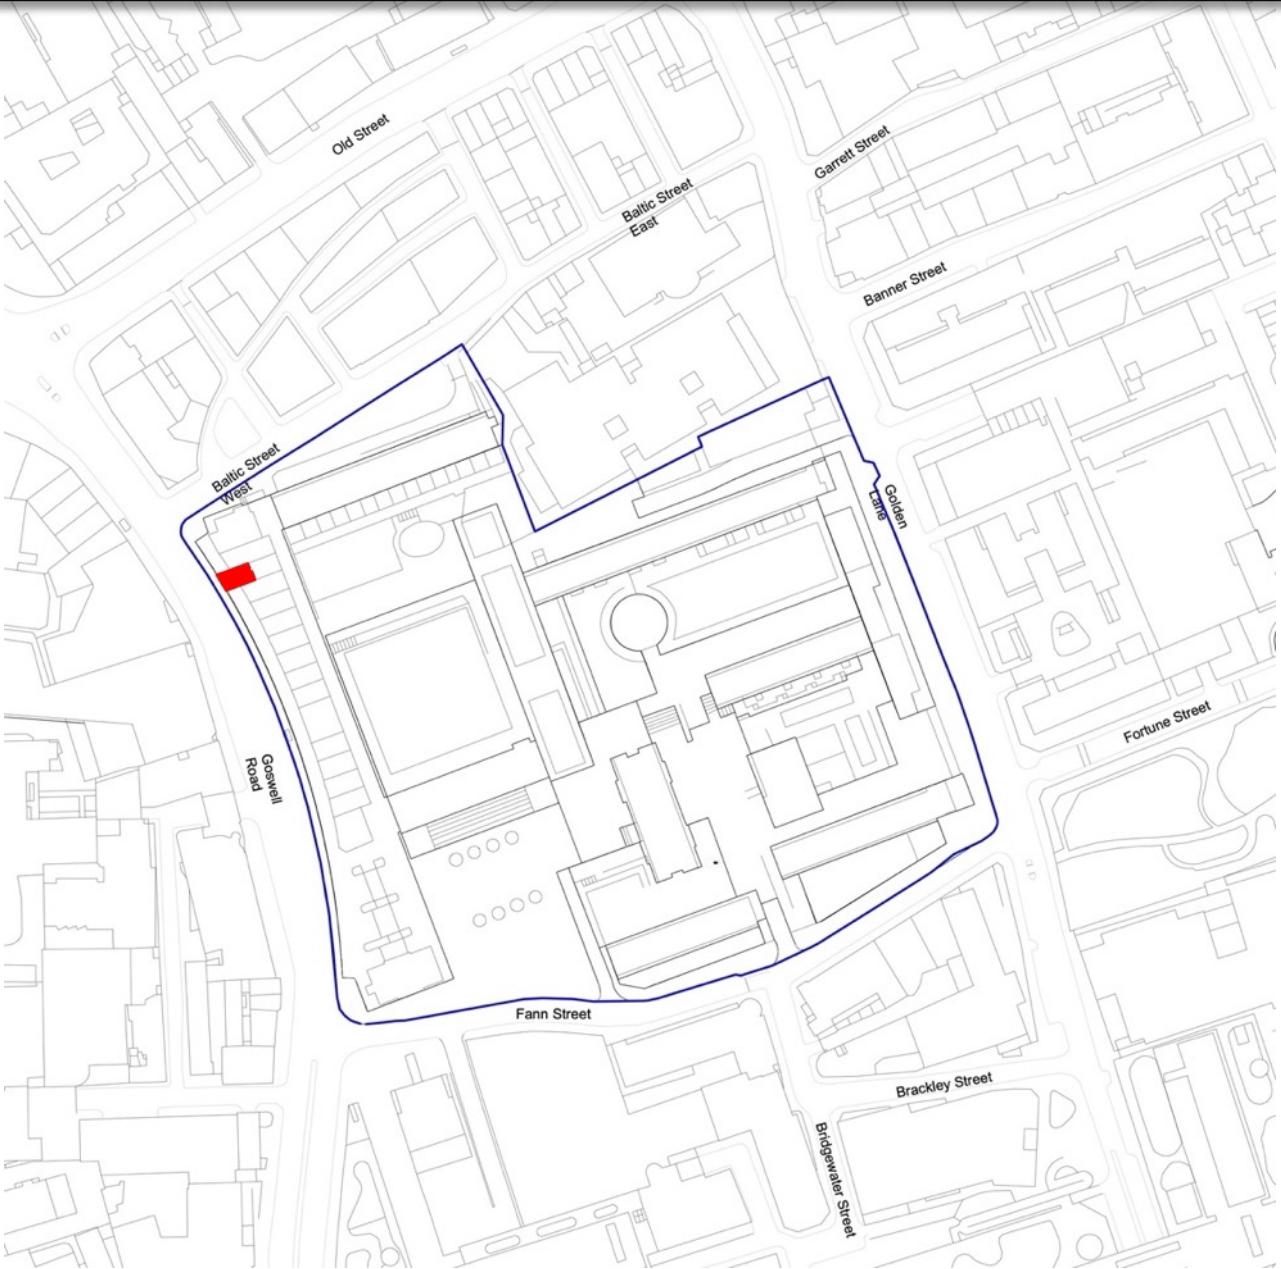 Old Street
Garrett Street
Baltic Street
East
Banner Street
Baltic Street
West
Golden
Lane
Fortune Street
Goswell
Road
Fann Street
Brackley Street
Bridgewater Street